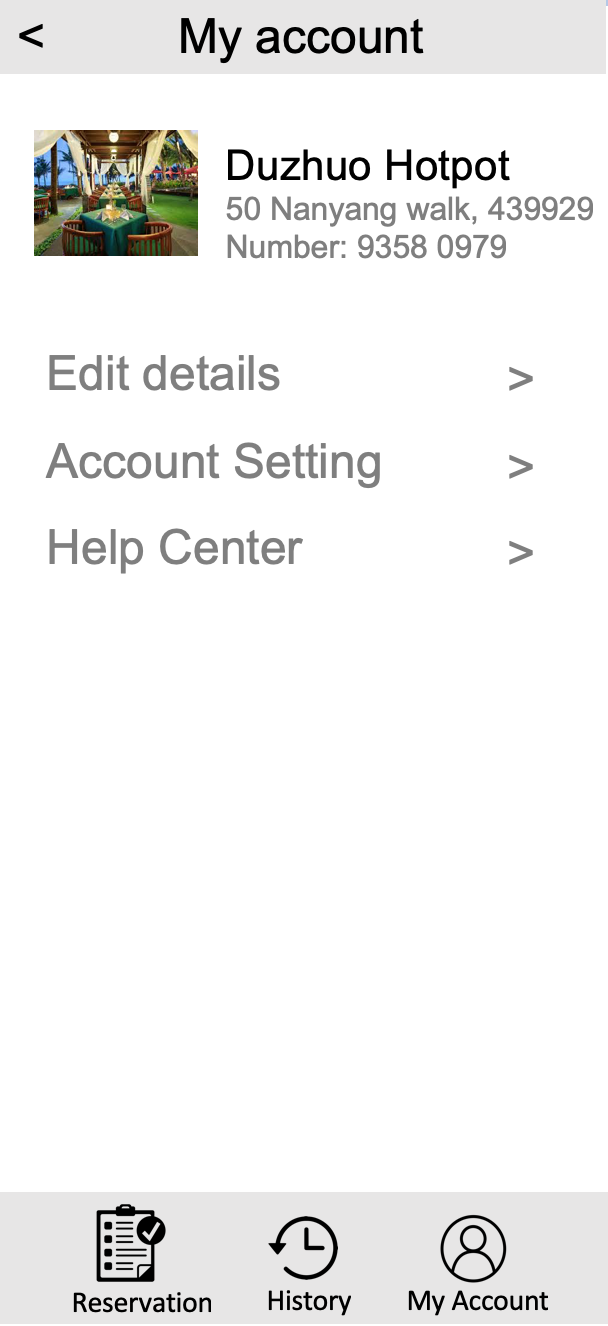 < My account
Duzhuo Hotpot
50 Nanyang walk, 439929
Number: 9358 0979
Edit details >
Account Setting >
Help Center >
Reservation History My Account